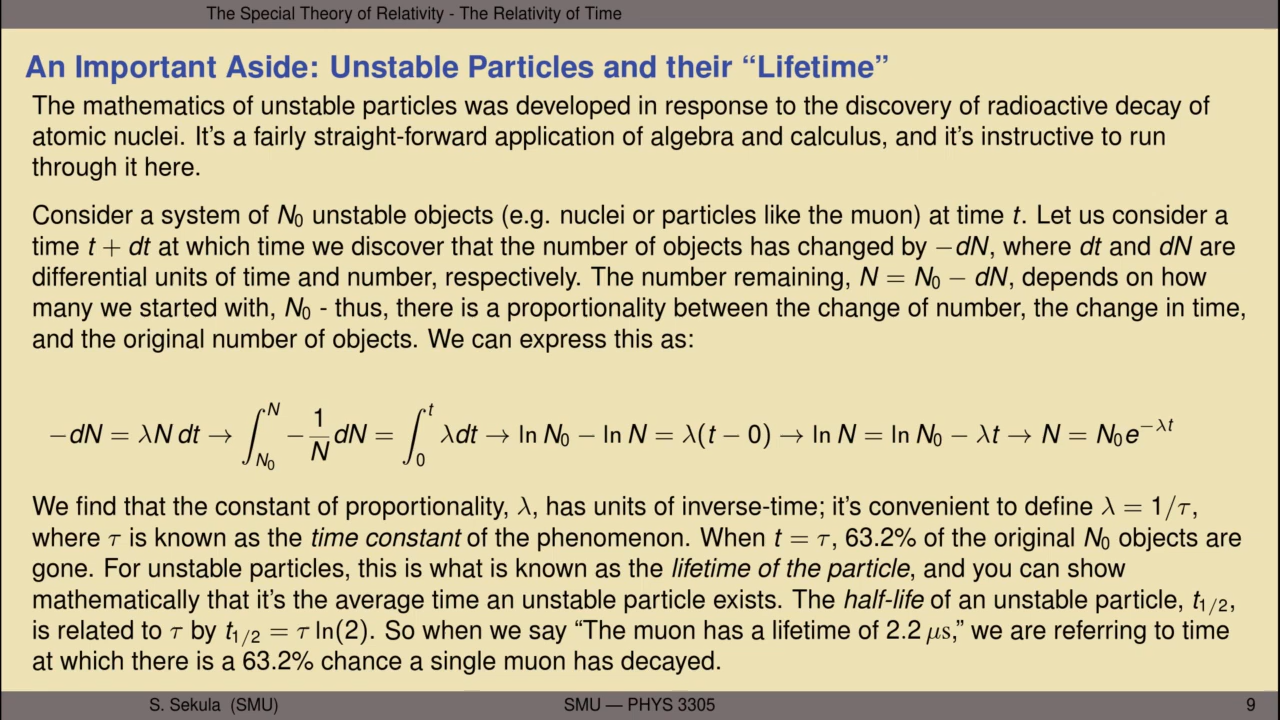 The Special Theory of Relativity - The Relativity of Time
An Important Aside: Unstable Particles and their “Lifetime”
The mathematics of unstable particles was developed in response to the discovery of radioactive decay of
atomic nuclei. It’s a fairly straight-forward application of algebra and calculus, and it’s instructive to run
through it here.
Consider a system of N₀ unstable objects (e.g. nuclei or particles like the muon) at time t. Let us consider a
time t + dt at which time we discover that the number of objects has changed by −dN, where dt and dN are
differential units of time and number, respectively. The number remaining, N = N₀ − dN, depends on how
many we started with, N₀ - thus, there is a proportionality between the change of number, the change in time,
and the original number of objects. We can express this as:
−dN = λN dt → ∫_{N₀}^{N} −(1/N) dN = ∫_{0}^{t} λdt → ln N₀ − ln N = λ(t − 0) → ln N = ln N₀ − λt → N = N₀e^{−λt}
We find that the constant of proportionality, λ, has units of inverse-time; it’s convenient to define λ = 1/τ,
where τ is known as the time constant of the phenomenon. When t = τ, 63.2% of the original N₀ objects are
gone. For unstable particles, this is what is known as the lifetime of the particle, and you can show
mathematically that it’s the average time an unstable particle exists. The half-life of an unstable particle, t_{1/2},
is related to τ by t_{1/2} = τ ln(2). So when we say “The muon has a lifetime of 2.2 μs,” we are referring to time
at which there is a 63.2% chance a single muon has decayed.
S. Sekula (SMU)
SMU — PHYS 3305
9